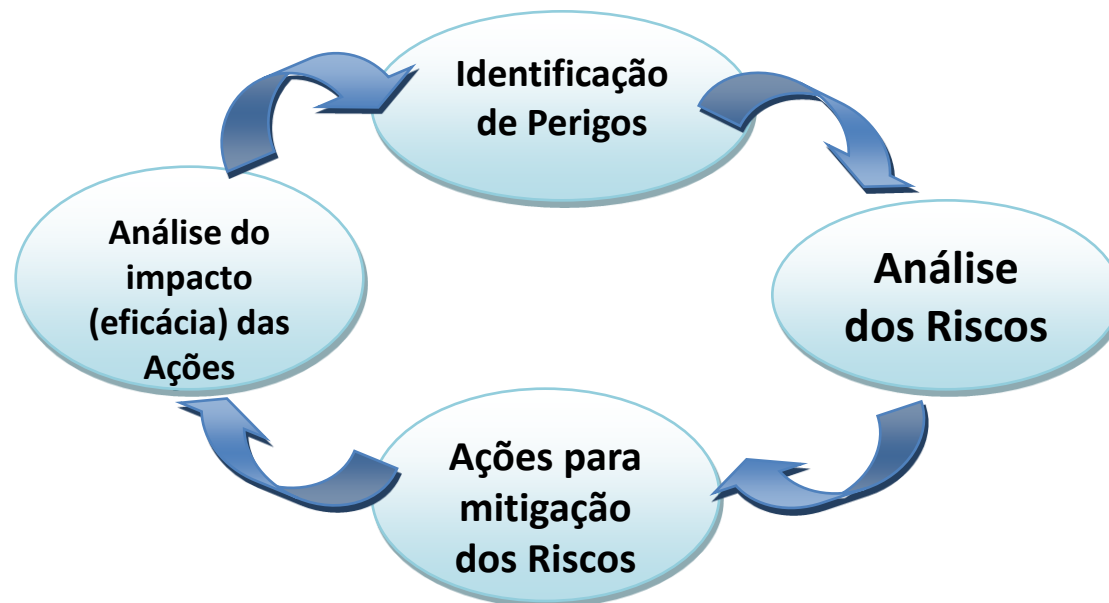 Identificação
de Perigos
Análise
dos Riscos
Ações para
mitigação
dos Riscos
Análise do
impacto
(eficácia) das
Ações